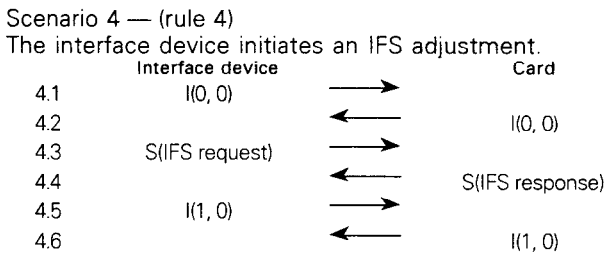 Scenario 4 — (rule 4)
The interface device initiates an IFS adjustment.
Interface device Card
4.1 I(0, 0)
4.2 I(0, 0)
4.3 S(IFS request)
4.4 S(IFS response)
4.5 I(1, 0)
4.6 I(1, 0)